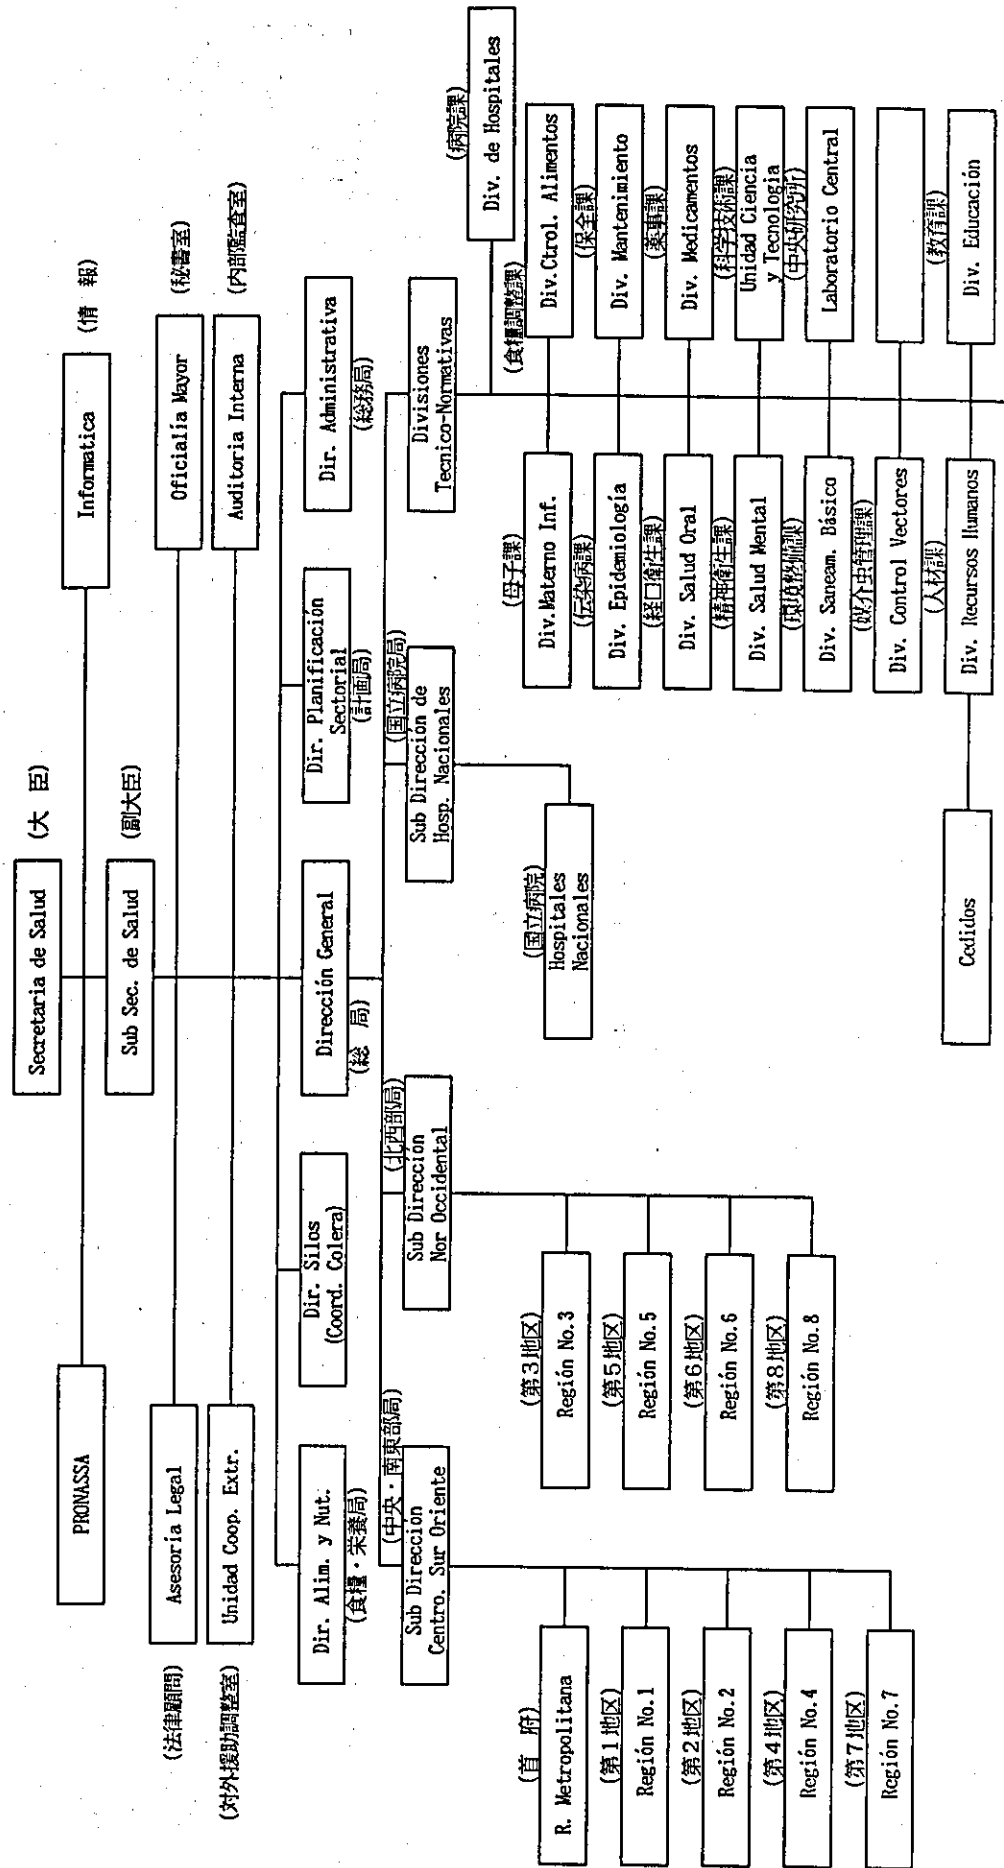 Secretaria de Salud
(大 臣)
PRONASSA
Informatica
(情 報)
Sub Sec. de Salud
(副大臣)
(法律顧問)
Asesoría Legal
Oficialía Mayor
(秘書室)
(対外援助調整室)
Unidad Coop. Extr.
Auditoria Interna
(内部監査室)
Dir. Alim. y Nut.
(食糧・栄養局)
Dir. Silos
(Coord. Colera)
Dirección General
(総 局)
Dir. Planificación
Sectorial
(計画局)
Dir. Administrativa
(総務局)
(中央・南東部局)
Sub Dirección
Centro. Sur Oriente
(北西部局)
Sub Dirección
Nor Occidental
(国立病院局)
Sub Dirección de
Hosp. Nacionales
Divisiones
Tecnico-Normativas
(病院課)
Div. de Hospitales
(首 府)
R. Metropolitana
(第1地区)
Región No.1
(第2地区)
Región No.2
(第4地区)
Región No.4
(第7地区)
Región No.7
(第3地区)
Región No.3
(第5地区)
Región No.5
(第6地区)
Región No.6
(第8地区)
Región No.8
(国立病院)
Hospitales
Nacionales
(母子課)
Div.Materno Inf.
(食糧調整課)
Div.Ctrol. Alimentos
(伝染病課)
Div. Epidemiología
(保全課)
Div. Mantenimiento
(経口衛生課)
Div. Salud Oral
(薬事課)
Div. Medicamentos
(精神衛生課)
Div. Salud Mental
(科学技術課)
Unidad Ciencia
y Tecnologia
(環境整備課)
Div. Saneam. Básico
(中央研究所)
Laboratorio Central
(媒介虫管理課)
Div. Control Vectores
(人材課)
Div. Recursos Humanos
(教育課)
Div. Educación
Cedidos